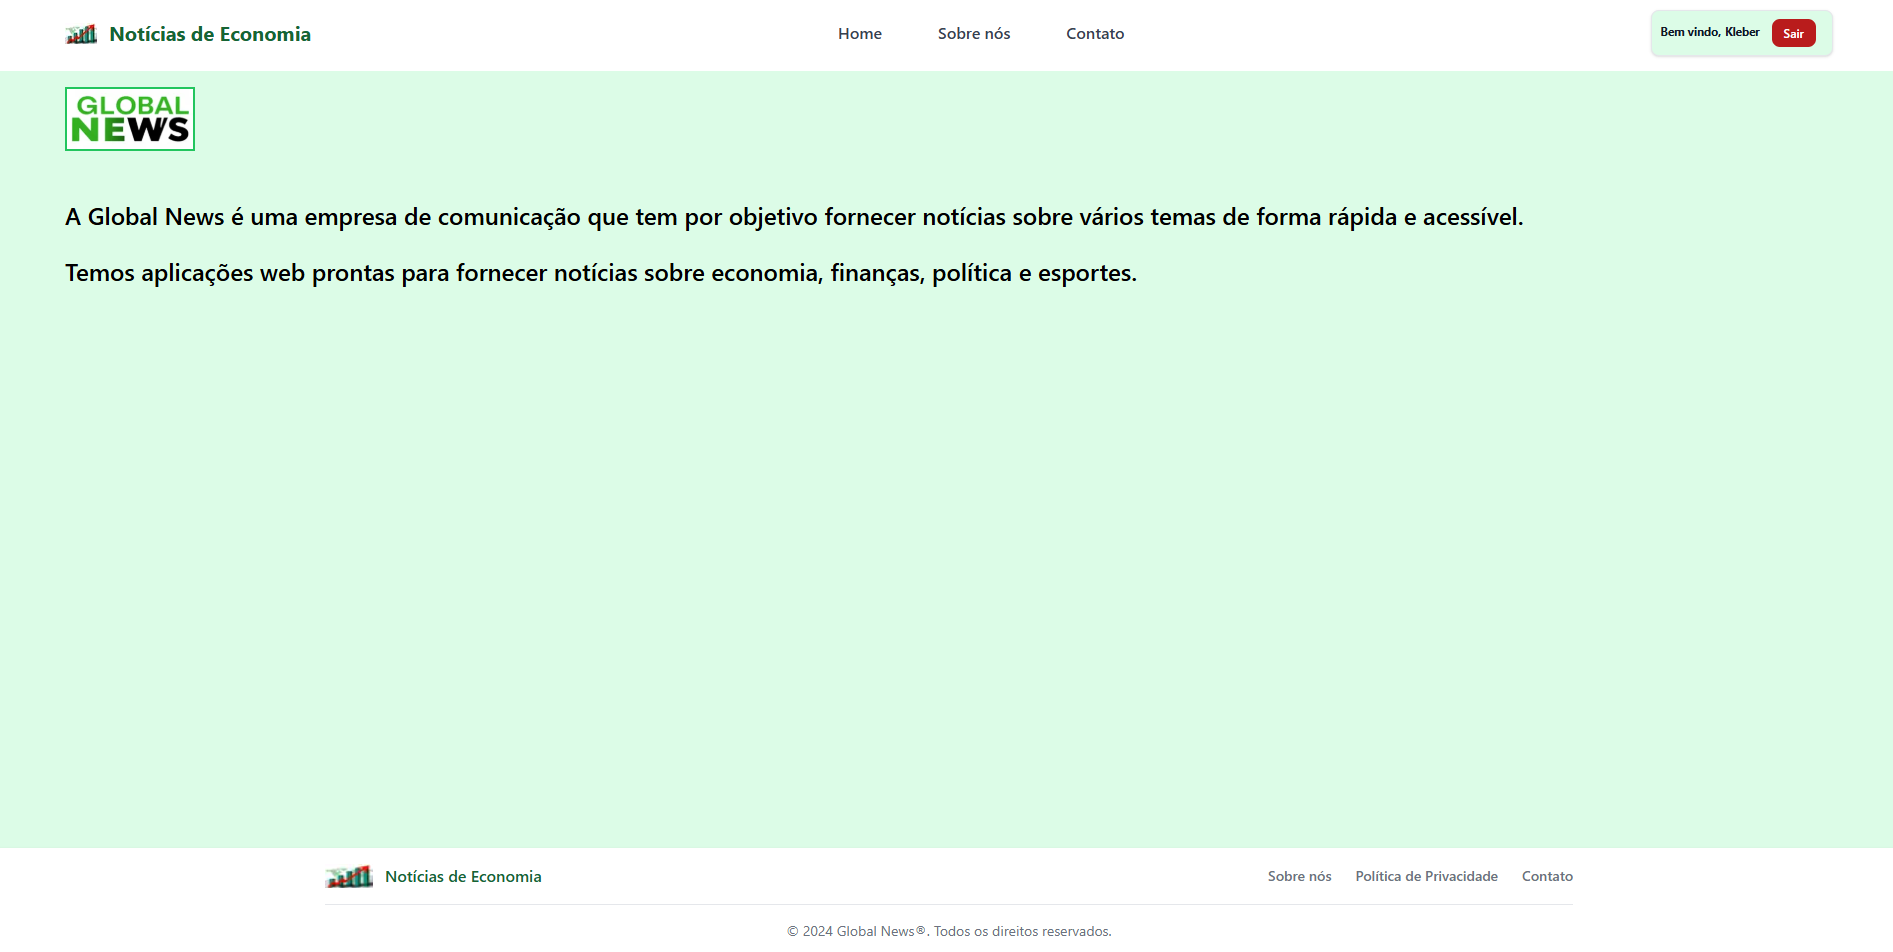 Notícias de Economia
Home
Sobre nós
Contato
Bem vindo, Kleber
Sair
GLOBAL
NEWS
A Global News é uma empresa de comunicação que tem por objetivo fornecer notícias sobre vários temas de forma rápida e acessível.
Temos aplicações web prontas para fornecer notícias sobre economia, finanças, política e esportes.
Notícias de Economia
Sobre nós
Política de Privacidade
Contato
© 2024 Global News®. Todos os direitos reservados.